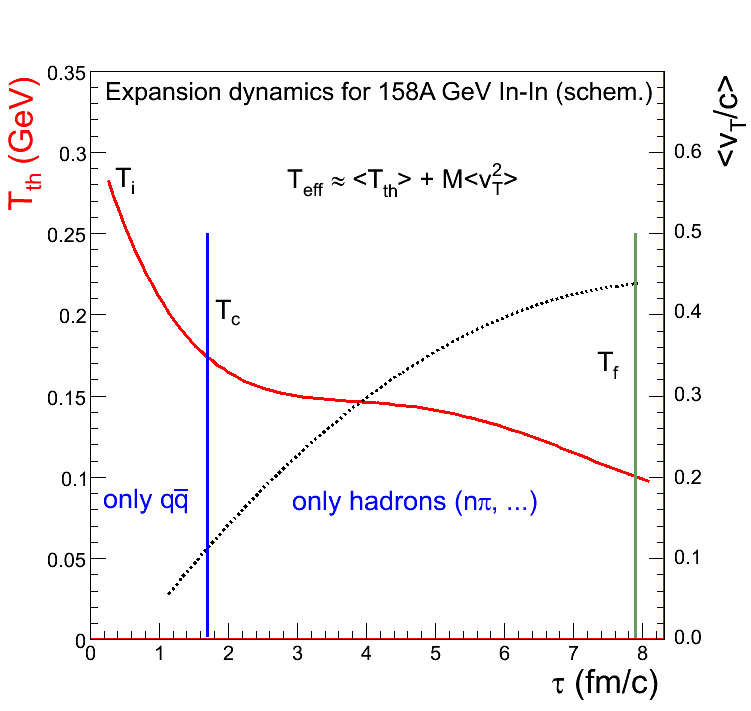 Expansion dynamics for 158A GeV In-In (schem.)
T_eff ≈ <T_th> + M<v_T^2>
T_th (GeV)
<v_T/c>
0.35
0.3
0.25
0.2
0.15
0.1
0.05
0
0.6
0.5
0.4
0.3
0.2
0.1
0.0
T_i
T_c
T_f
only qq̅
only hadrons (nπ, ...)
0 1 2 3 4 5 6 7 8
τ (fm/c)